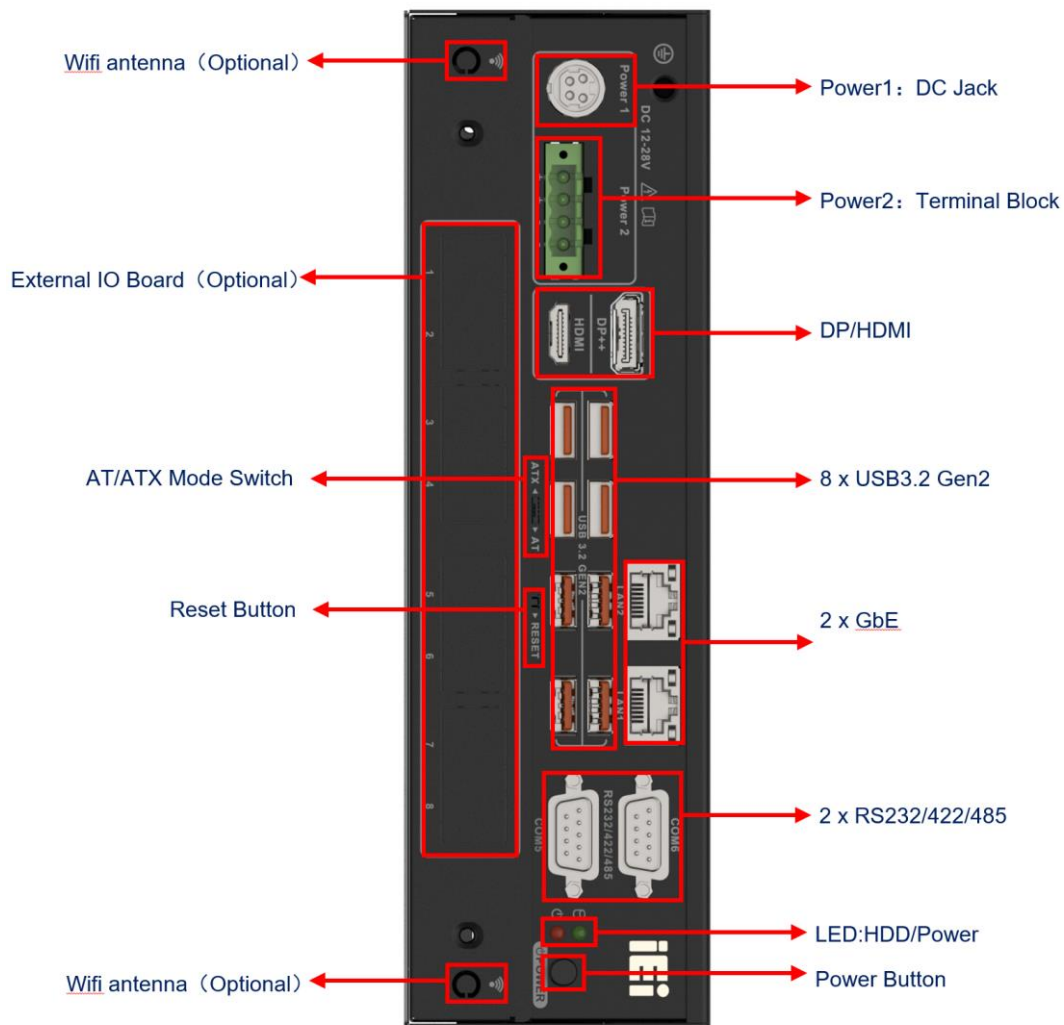 Wifi antenna（Optional）
External IO Board（Optional）
AT/ATX Mode Switch
Reset Button
Wifi antenna（Optional）
Power 1
DC 12-28V
Power 2
HDMI
DP++
1
2
3
4
5
6
7
8
ATX ◂ ▸ AT
▸ RESET
USB 3.2 GEN2
LAN2
LAN1
COM5
RS232/422/485
COM6
POWER
iEi
Power1：DC Jack
Power2：Terminal Block
DP/HDMI
8 x USB3.2 Gen2
2 x GbE
2 x RS232/422/485
LED:HDD/Power
Power Button